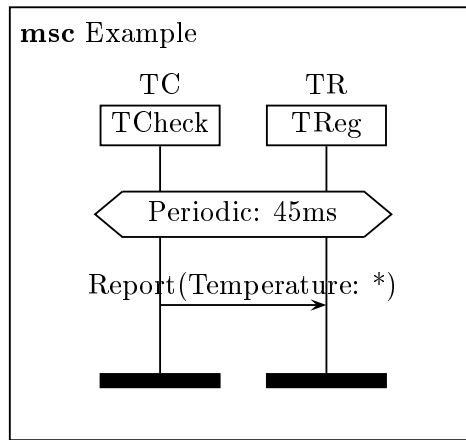 msc Example
TC TR
TCheck TReg
Periodic: 45ms
Report(Temperature: *)